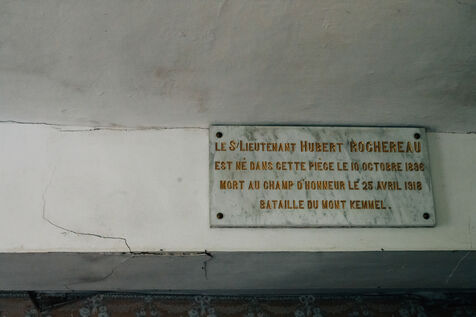 LE S/LIEUTENANT HUBERT ROCHEREAU
EST NÉ DANS CETTE PIÈCE LE 10 OCTOBRE 1896
MORT AU CHAMP D'HONNEUR LE 25 AVRIL 1918
BATAILLE DU MONT KEMMEL.